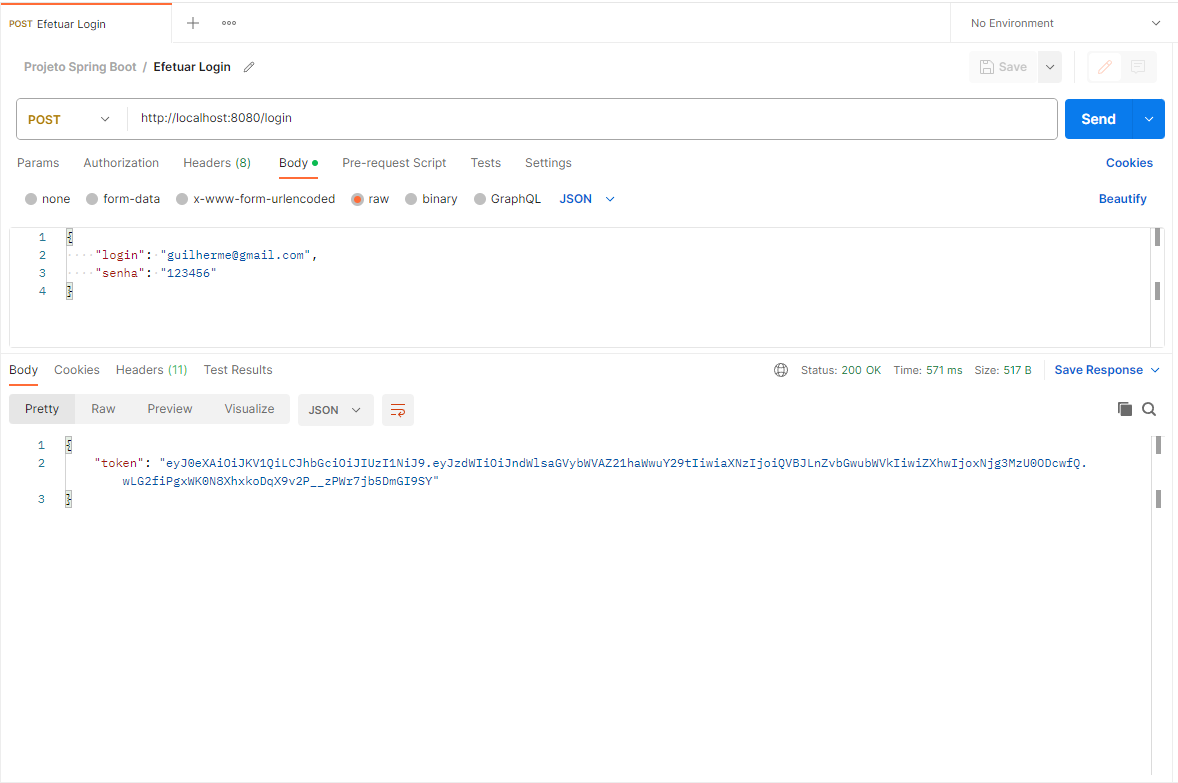 POST Efetuar Login
No Environment
Projeto Spring Boot / Efetuar Login
Save
POST http://localhost:8080/login
Send
Params Authorization Headers (8) Body Pre-request Script Tests Settings Cookies
none form-data x-www-form-urlencoded raw binary GraphQL JSON Beautify
1 {
2 "login": "guilherme@gmail.com",
3 "senha": "123456"
4 }
Body Cookies Headers (11) Test Results Status: 200 OK Time: 571 ms Size: 517 B Save Response
Pretty Raw Preview Visualize JSON
1 {
2 "token": "eyJ0eXAiOiJKV1QiLCJhbGciOiJIUzI1NiJ9.eyJzdWIiOiJndWlsaGVybWVAZ21haWwuY29tIiwiaXNzIjoiQVBJLnZvbGwubWVkIiwiZXhwIjoxNjg3MzU0ODcwfQ.
wLG2fiPgxWK0N8XhxkoDqX9v2P__zPWr7jb5DmGI9SY"
3 }